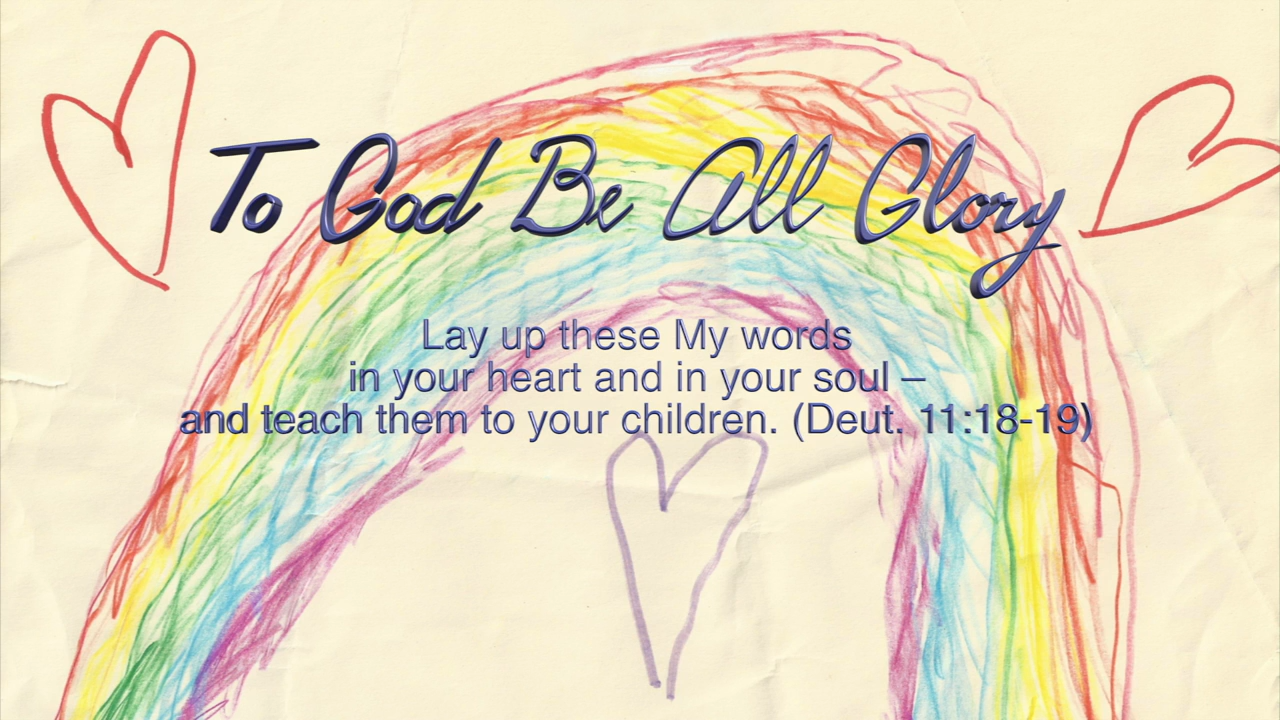 To God Be All Glory
Lay up these My words
in your heart and in your soul –
and teach them to your children. (Deut. 11:18-19)